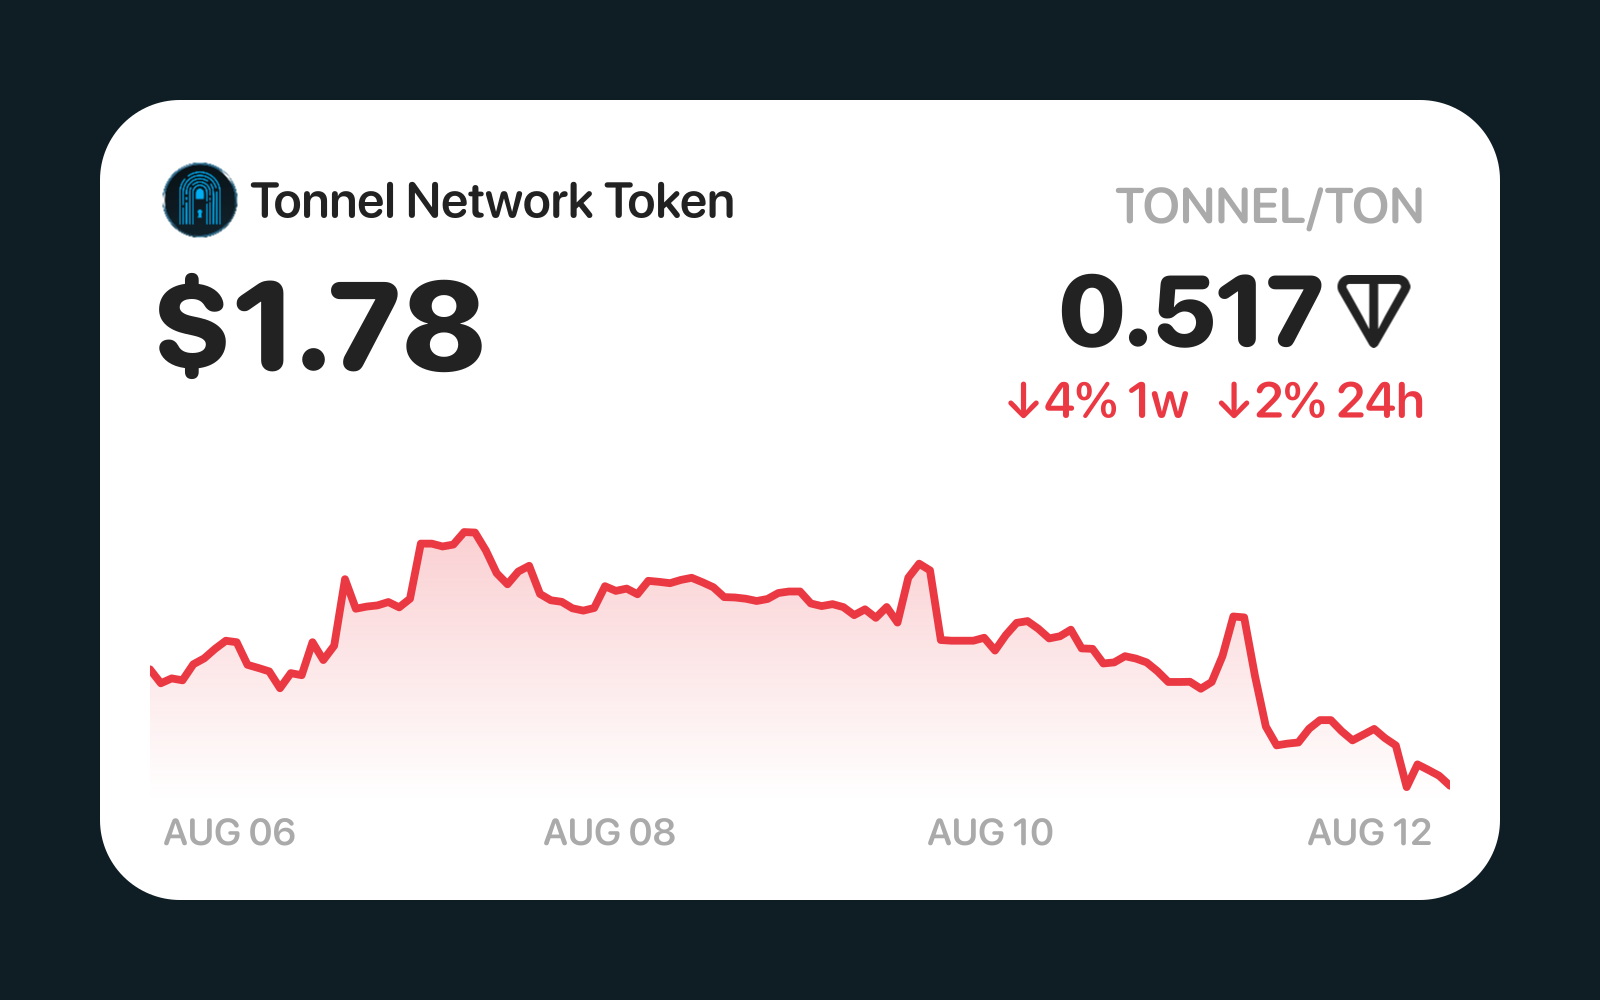 Tonnel Network Token
TONNEL/TON
$1.78
0.517
↓4% 1w ↓2% 24h
AUG 06 AUG 08 AUG 10 AUG 12